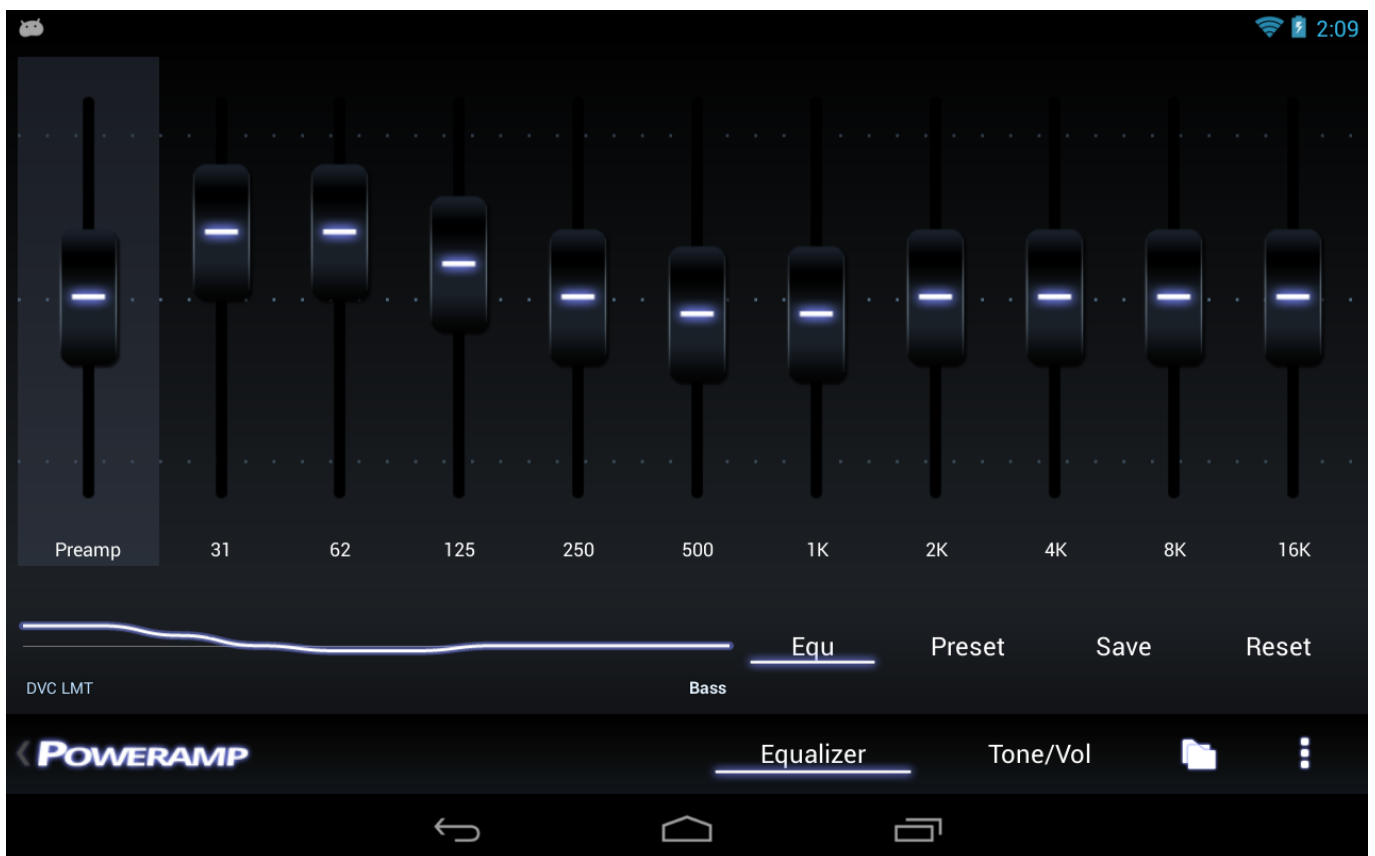 2:09
Preamp 31 62 125 250 500 1K 2K 4K 8K 16K
Equ Preset Save Reset
DVC LMT Bass
POWERAMP Equalizer Tone/Vol